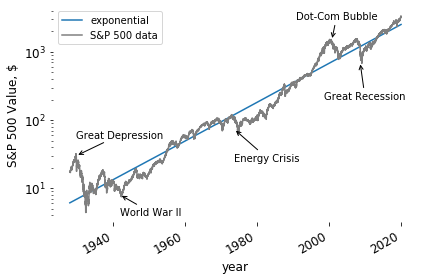 exponential
S&P 500 data
Dot-Com Bubble
10³
Great Recession
10²
Great Depression
Energy Crisis
10¹
World War II
S&P 500 Value, $
1940
1960
1980
2000
2020
year